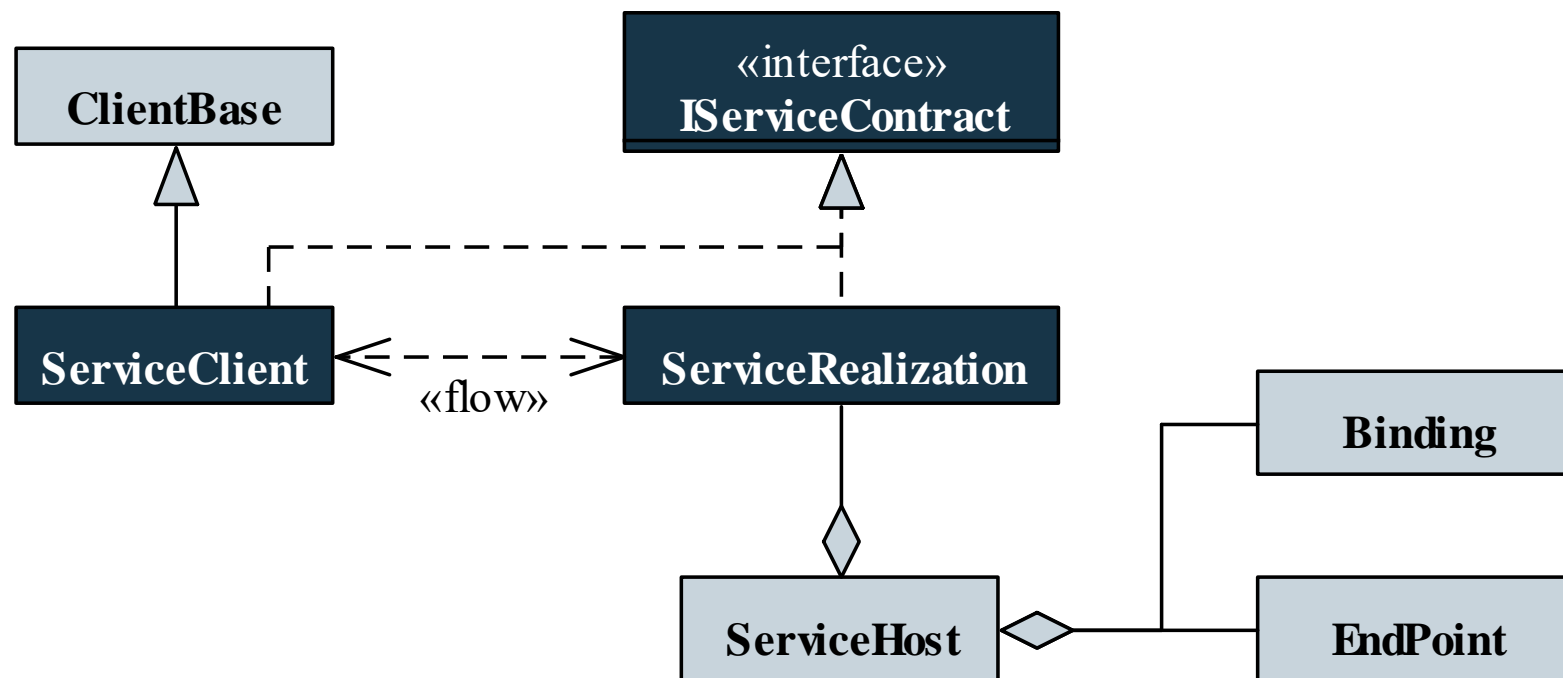 ClientBase
«interface»
IServiceContract
ServiceClient
«flow»
ServiceRealization
Binding
ServiceHost
EndPoint